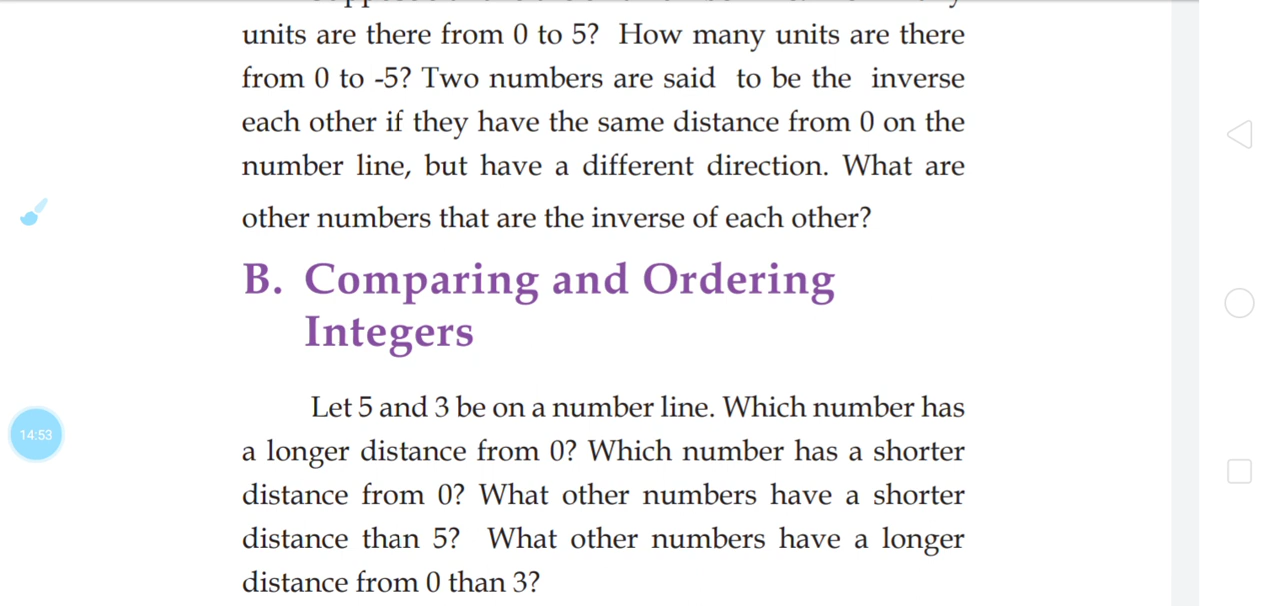 units are there from 0 to 5? How many units are there
from 0 to -5? Two numbers are said to be the inverse
each other if they have the same distance from 0 on the
number line, but have a different direction. What are
other numbers that are the inverse of each other?
B. Comparing and Ordering
Integers
Let 5 and 3 be on a number line. Which number has
a longer distance from 0? Which number has a shorter
distance from 0? What other numbers have a shorter
distance than 5? What other numbers have a longer
distance from 0 than 3?
14:53